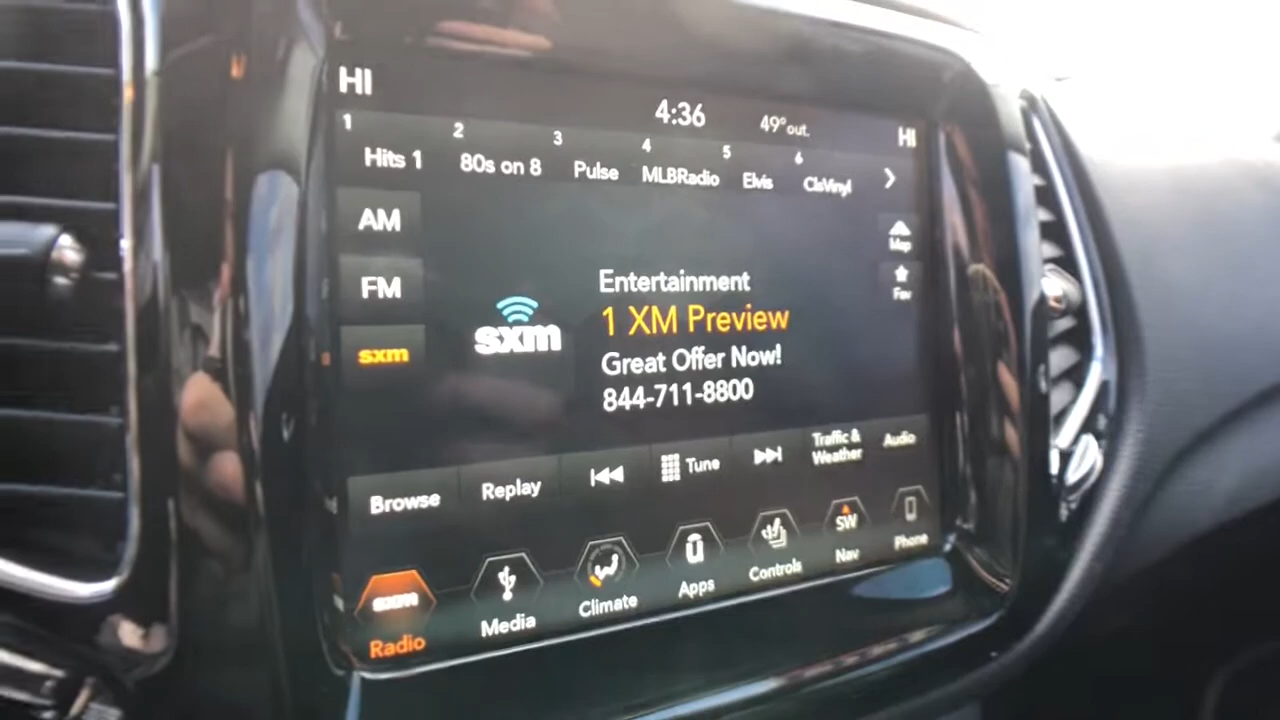 HI
4:36
49° out.
HI
1 Hits 1
2 80s on 8
3 Pulse
4 MLBRadio
5 Elvis
6 ClsVinyl
AM
FM
sxm
sxm
Entertainment
1 XM Preview
Great Offer Now!
844-711-8800
Map
Fav
Browse
Replay
Tune
Traffic &
Weather
Audio
sxm
Radio
Media
Climate
Apps
Controls
SW
Nav
Phone